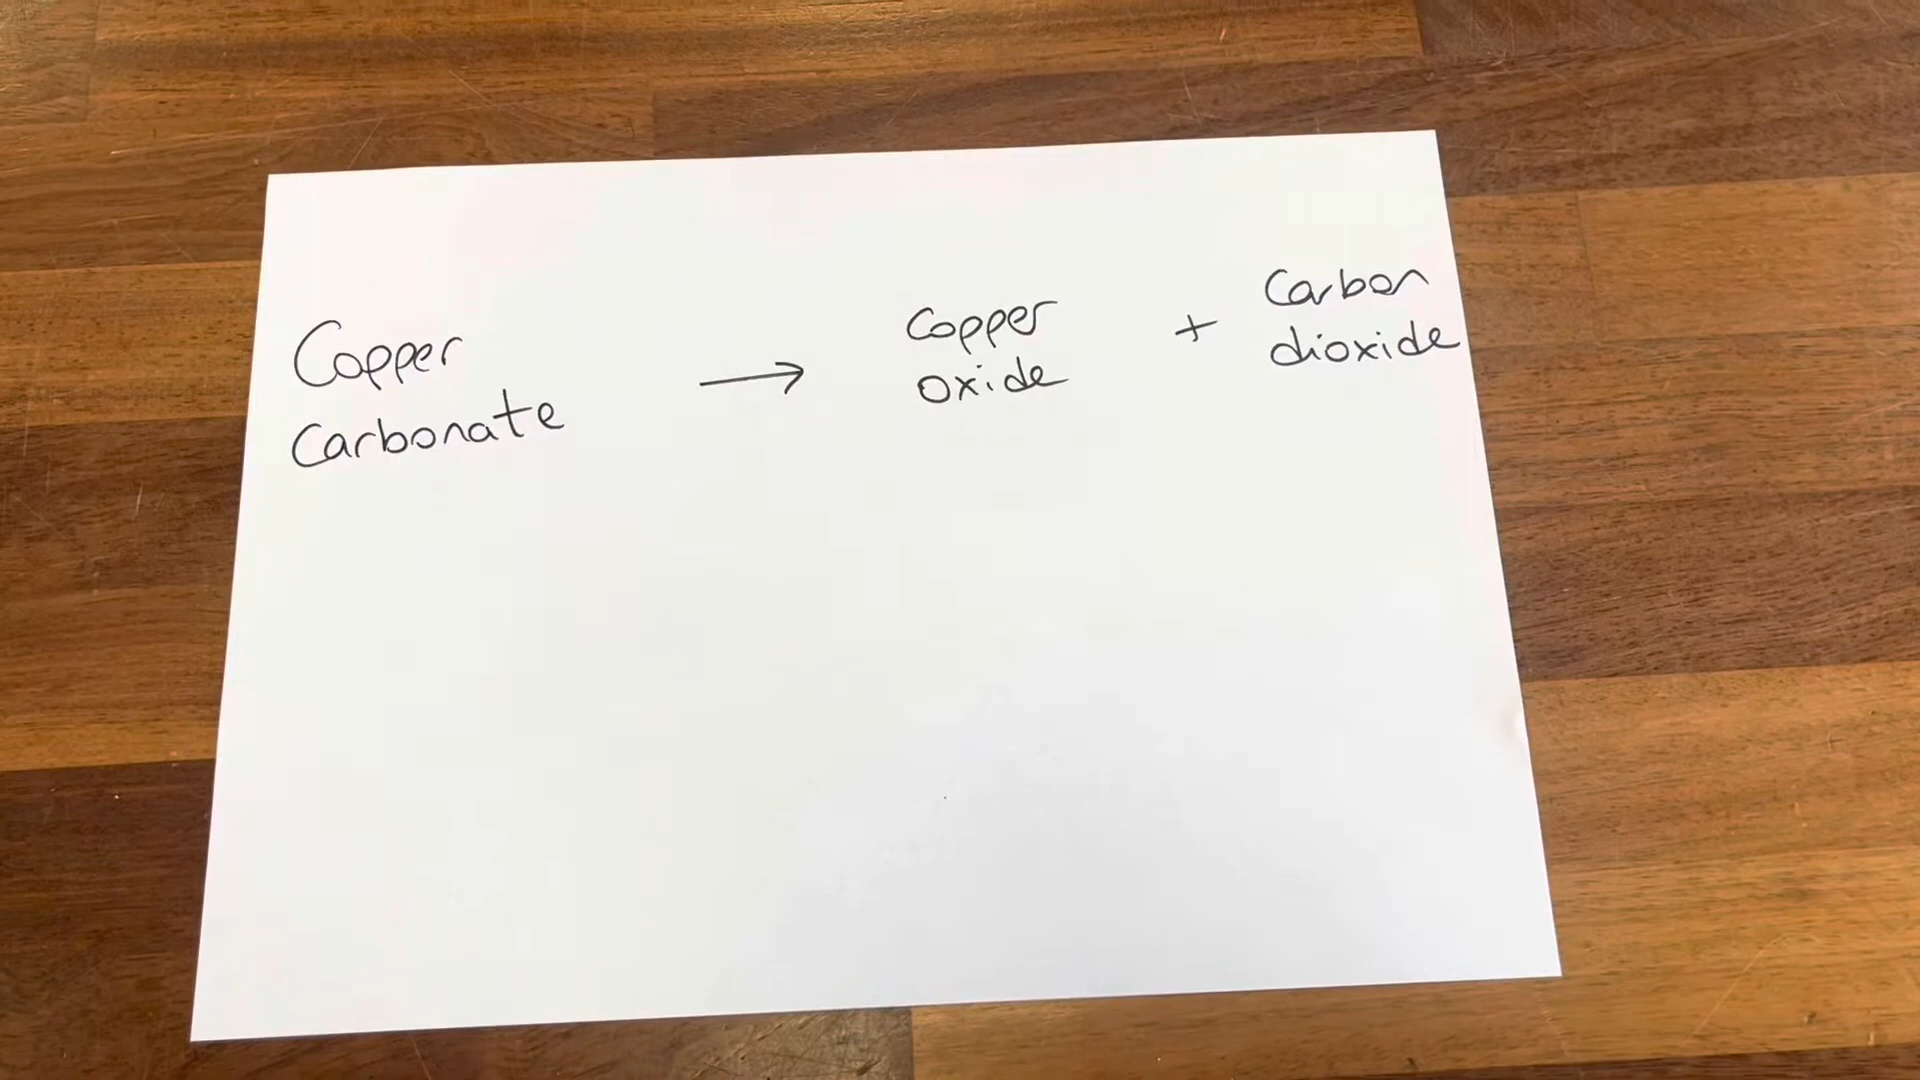 Copper
Carbonate
→
Copper
oxide
+
Carbon
dioxide